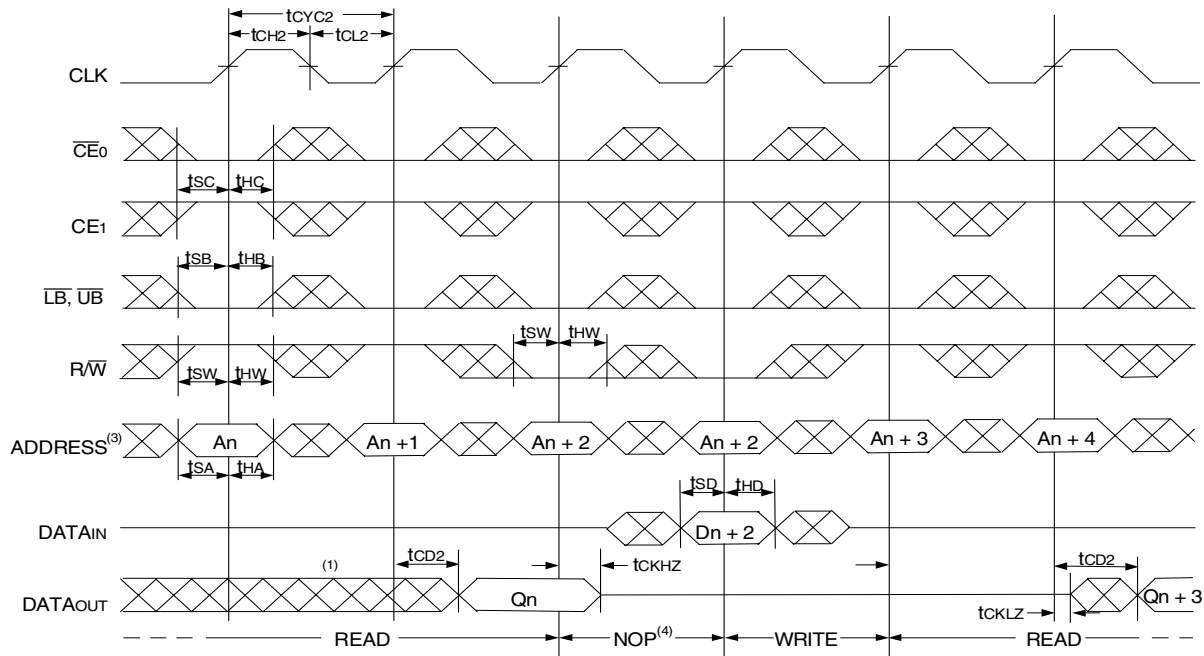 tCYC2
tCH2 tCL2
CLK
CE0
tSC tHC
CE1
tSB tHB
LB, UB
tSW tHW
R/W
tSW tHW
ADDRESS(3) An An +1 An + 2 An + 2 An + 3 An + 4
tSA tHA
tSD tHD
DATAIN Dn + 2
(1) tCD2 tCKHZ tCD2
DATAOUT Qn Qn + 3
tCKLZ
READ NOP(4) WRITE READ